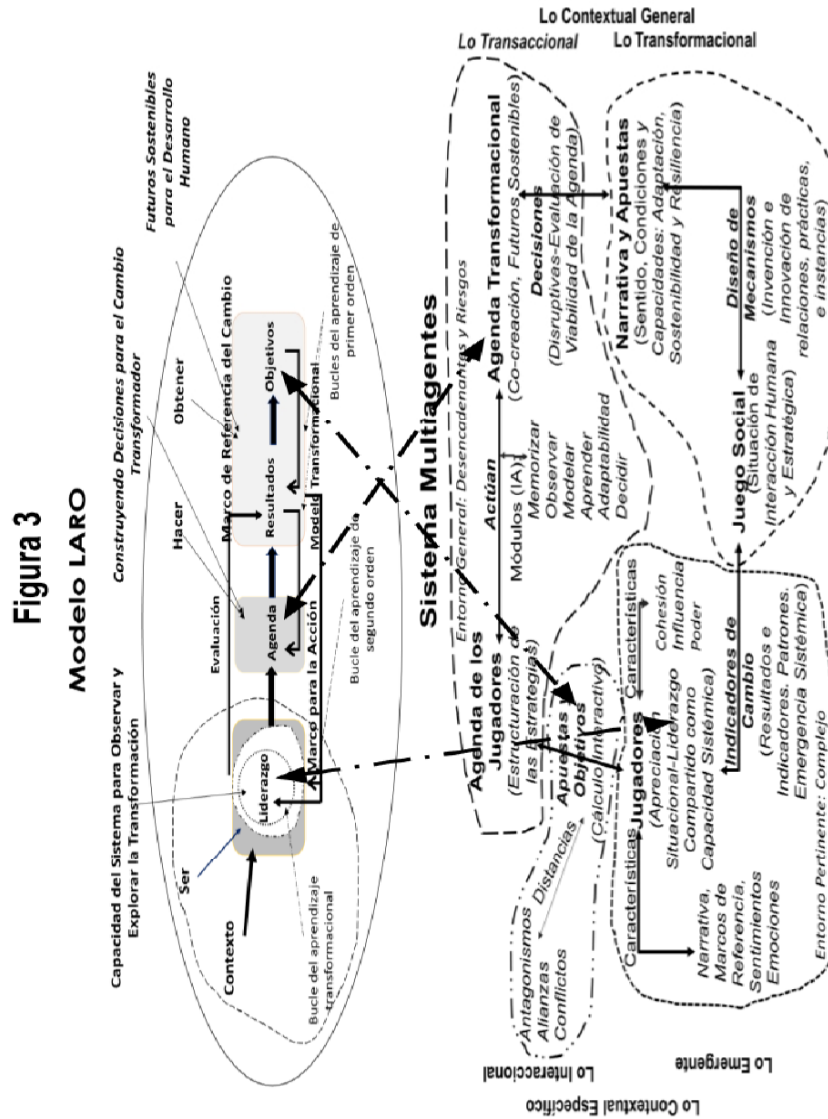 Figura 3
Modelo LARO
Capacidad del Sistema para Observar y
Explorar la Transformación
Construyendo Decisiones para el Cambio
Transformador
Futuros Sostenibles
para el Desarrollo
Humano
Ser
Hacer
Obtener
Contexto
Evaluación
Marco de Referencia del Cambio
Liderazgo
Agenda
Resultados
Objetivos
Marco para la Acción
Modelo Transformacional
Bucle del aprendizaje
transformacional
Bucle del aprendizaje de
segundo orden
Bucles del aprendizaje de
primer orden
Sistema Multiagentes
Lo Contextual General
Lo Transaccional
Lo Transformacional
Entorno General: Desencadenantes y Riesgos
Agenda de los
Jugadores
(Estructuración de
las Estrategias)
Actúan
Módulos (IA):
Memorizar
Observar
Modelar
Aprender
Adaptabilidad
Decidir
Agenda Transformacional
(Co-creación, Futuros Sostenibles)
Decisiones
(Disruptivas-Evaluación de
Viabilidad de la Agenda)
Antagonismos
Alianzas
Conflictos
Distancias
Apuestas y
Objetivos
(Cálculo Interactivo)
Narrativa y Apuestas
(Sentido, Condiciones y
Capacidades: Adaptación,
Sostenibilidad y Resiliencia)
Características
Jugadores
(Apreciación
Situacional-Liderazgo
Compartido como
Capacidad Sistémica)
Características
Narrativa,
Marcos de
Referencia,
Sentimientos
Emociones
Cohesión
Influencia
Poder
Indicadores de
Cambio
(Resultados e
Indicadores. Patrones.
Emergencia Sistémica)
Entorno Pertinente: Complejo
Juego Social
(Situación de
Interacción Humana
y Estratégica)
Diseño de
Mecanismos
(Invención e
Innovación de
relaciones, prácticas,
e instancias)
Lo Interaccional
Lo Emergente
Lo Contextual Específico